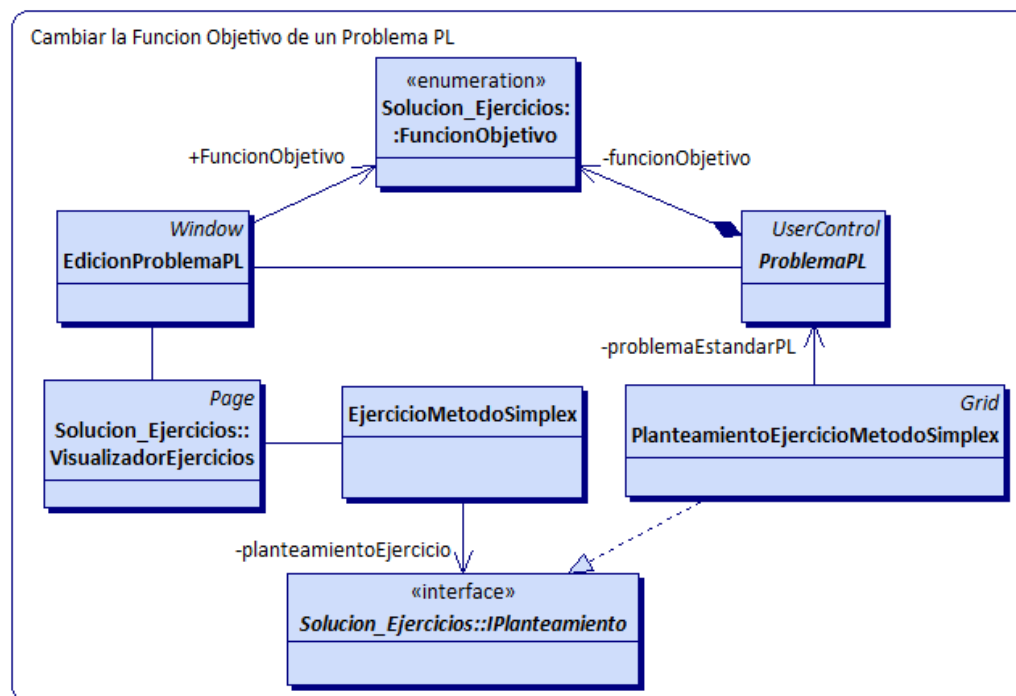 Cambiar la Funcion Objetivo de un Problema PL
«enumeration»
Solucion_Ejercicios:
:FuncionObjetivo
+FuncionObjetivo
-funcionObjetivo
Window
EdicionProblemaPL
UserControl
ProblemaPL
-problemaEstandarPL
Page
Solucion_Ejercicios::
VisualizadorEjercicios
EjercicioMetodoSimplex
Grid
PlanteamientoEjercicioMetodoSimplex
-planteamientoEjercicio
«interface»
Solucion_Ejercicios::IPlanteamiento